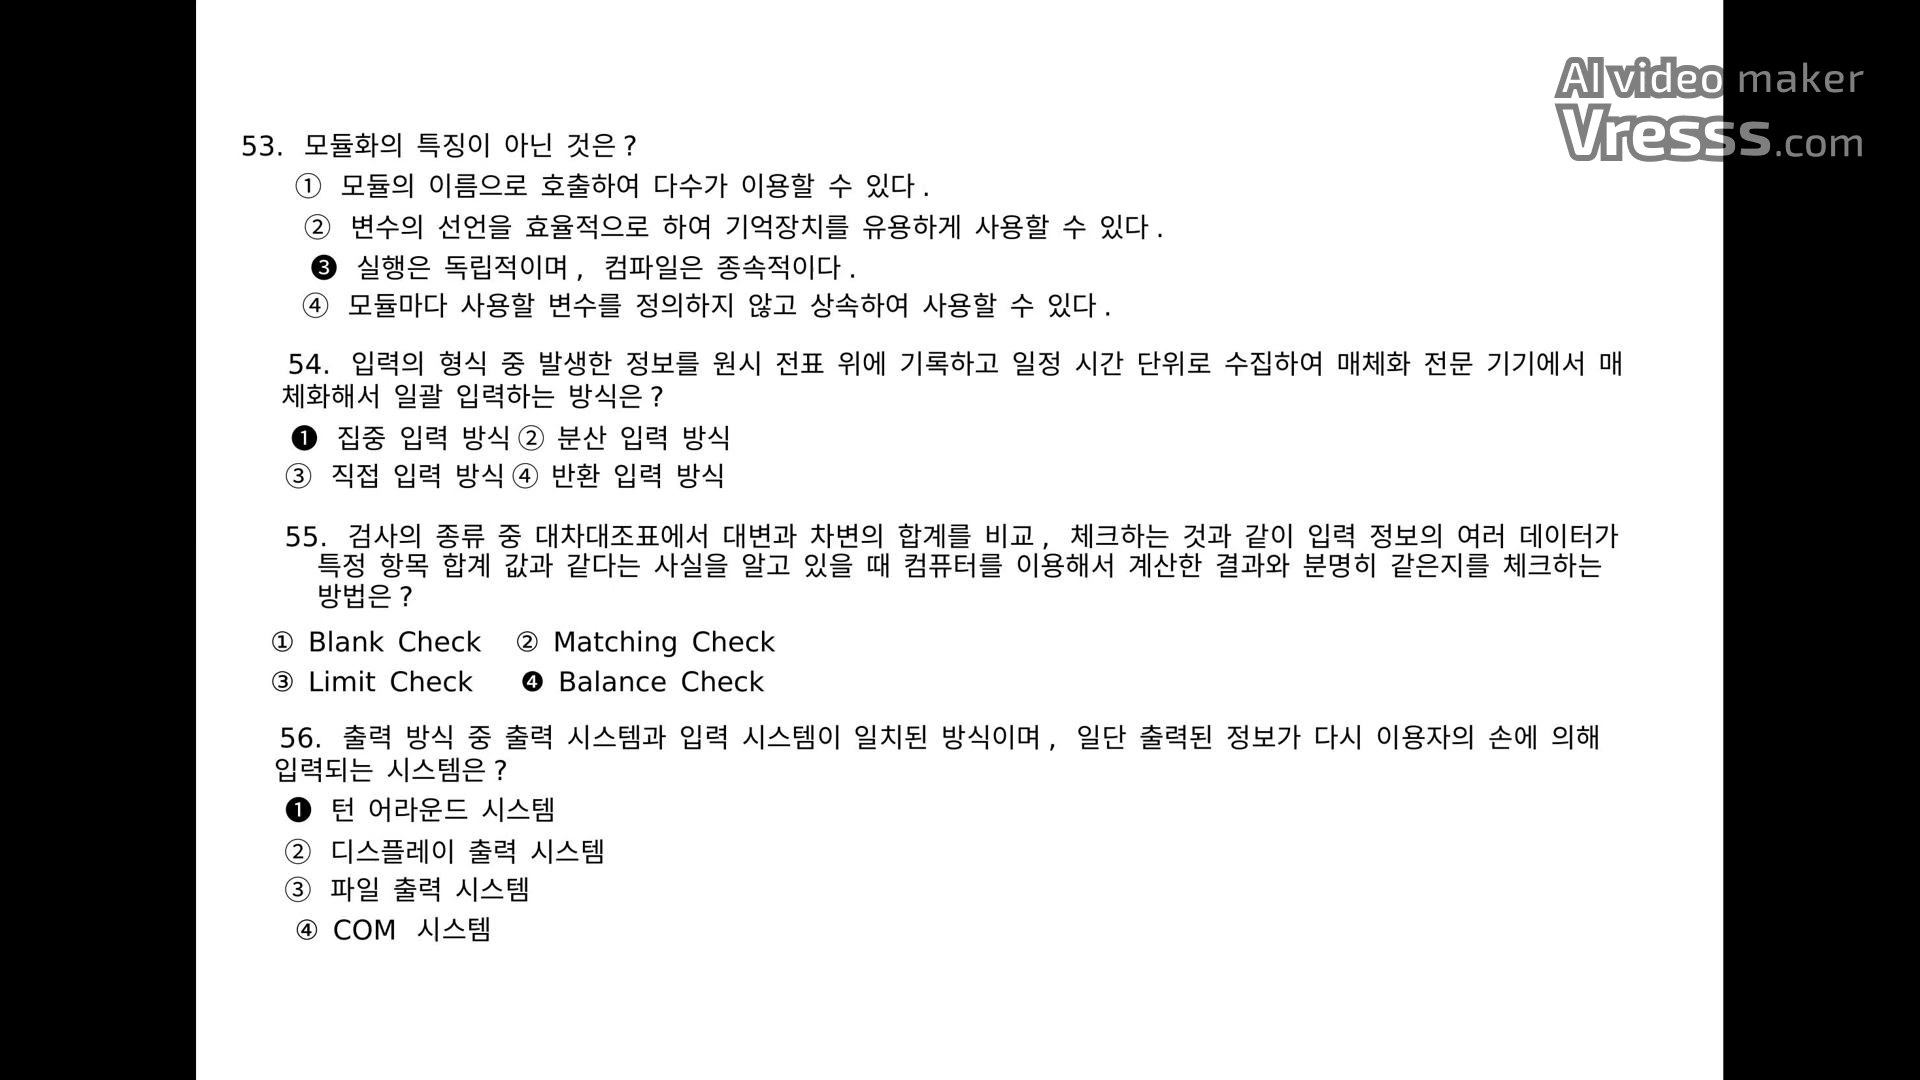 AI video maker
Vresss.com
53. 모듈화의 특징이 아닌 것은?
① 모듈의 이름으로 호출하여 다수가 이용할 수 있다.
② 변수의 선언을 효율적으로 하여 기억장치를 유용하게 사용할 수 있다.
❸ 실행은 독립적이며, 컴파일은 종속적이다.
④ 모듈마다 사용할 변수를 정의하지 않고 상속하여 사용할 수 있다.
54. 입력의 형식 중 발생한 정보를 원시 전표 위에 기록하고 일정 시간 단위로 수집하여 매체화 전문 기기에서 매
체화해서 일괄 입력하는 방식은?
❶ 집중 입력 방식 ② 분산 입력 방식
③ 직접 입력 방식 ④ 반환 입력 방식
55. 검사의 종류 중 대차대조표에서 대변과 차변의 합계를 비교, 체크하는 것과 같이 입력 정보의 여러 데이터가
특정 항목 합계 값과 같다는 사실을 알고 있을 때 컴퓨터를 이용해서 계산한 결과와 분명히 같은지를 체크하는
방법은?
① Blank Check ② Matching Check
③ Limit Check ❹ Balance Check
56. 출력 방식 중 출력 시스템과 입력 시스템이 일치된 방식이며, 일단 출력된 정보가 다시 이용자의 손에 의해
입력되는 시스템은?
❶ 턴 어라운드 시스템
② 디스플레이 출력 시스템
③ 파일 출력 시스템
④ COM 시스템